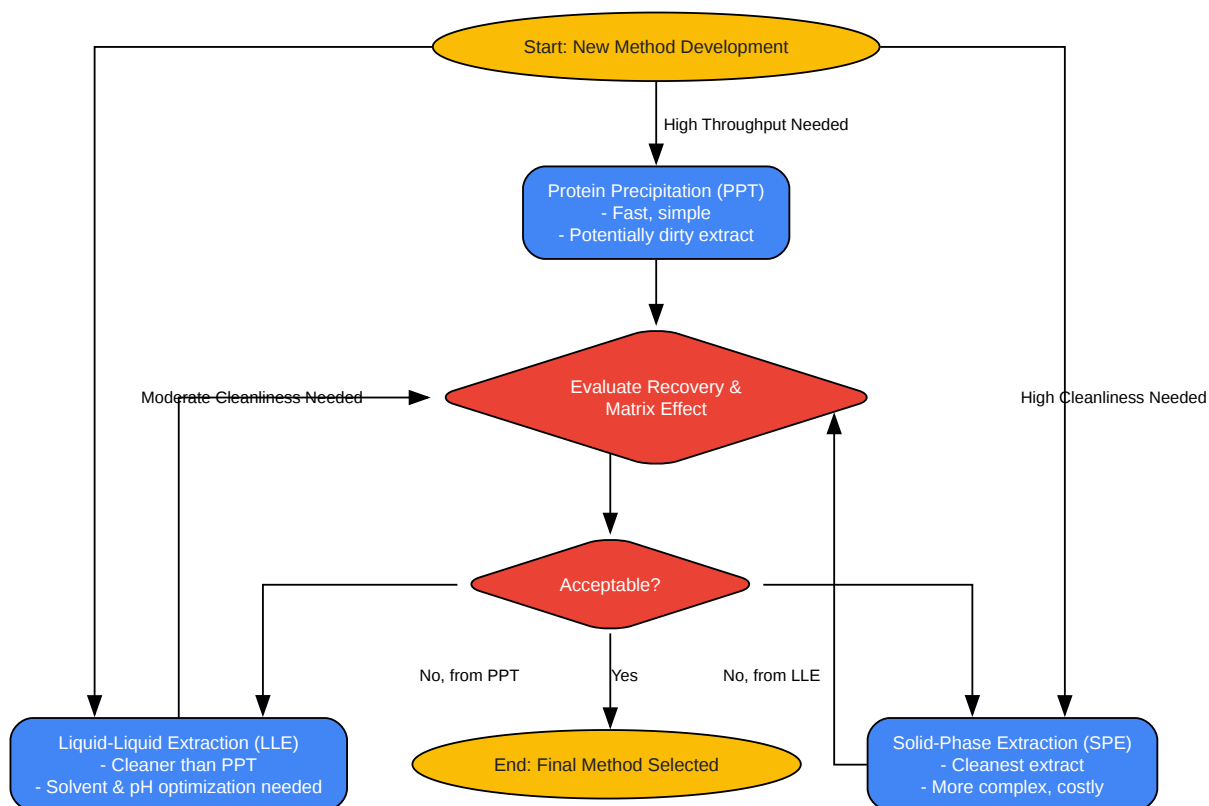 Start: New Method Development
High Throughput Needed
Protein Precipitation (PPT)
- Fast, simple
- Potentially dirty extract
Moderate Cleanliness Needed
Evaluate Recovery &
Matrix Effect
High Cleanliness Needed
Acceptable?
No, from PPT
Yes
No, from LLE
Liquid-Liquid Extraction (LLE)
- Cleaner than PPT
- Solvent & pH optimization needed
End: Final Method Selected
Solid-Phase Extraction (SPE)
- Cleanest extract
- More complex, costly